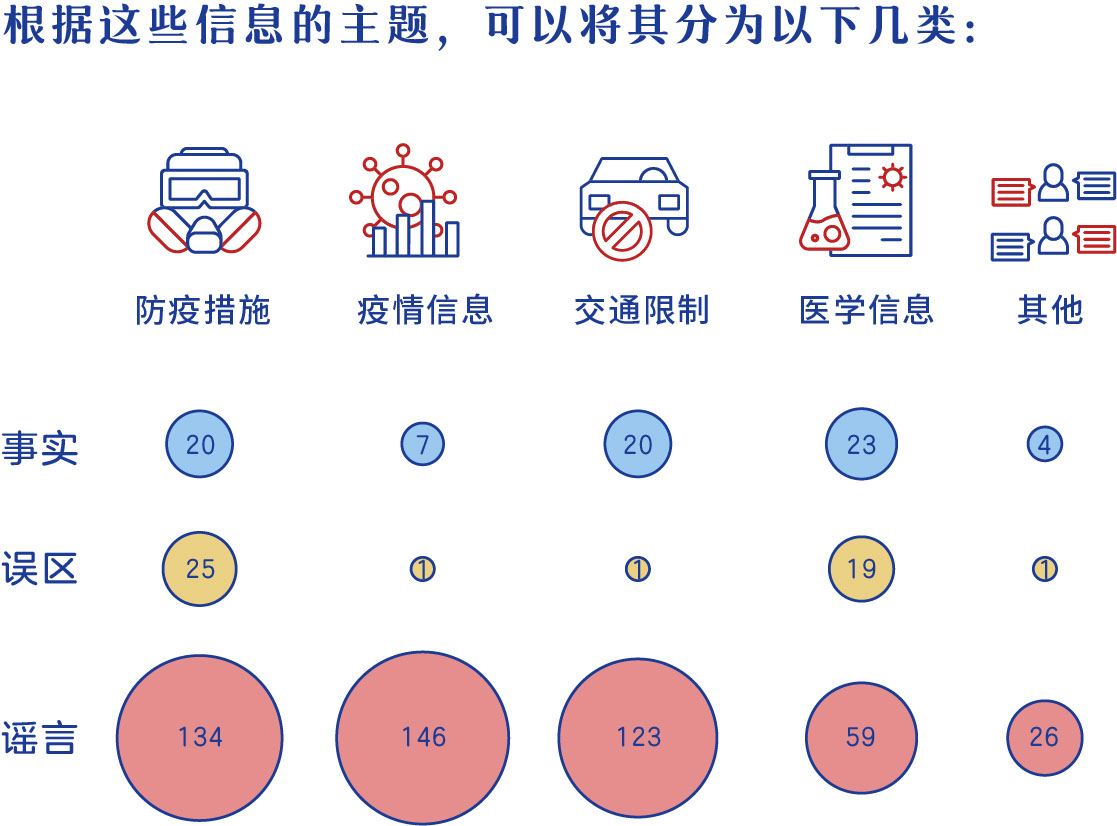 根据这些信息的主题，可以将其分为以下几类：
防疫措施 疫情信息 交通限制 医学信息 其他
事实 20 7 20 23 4
误区 25 1 1 19 1
谣言 134 146 123 59 26